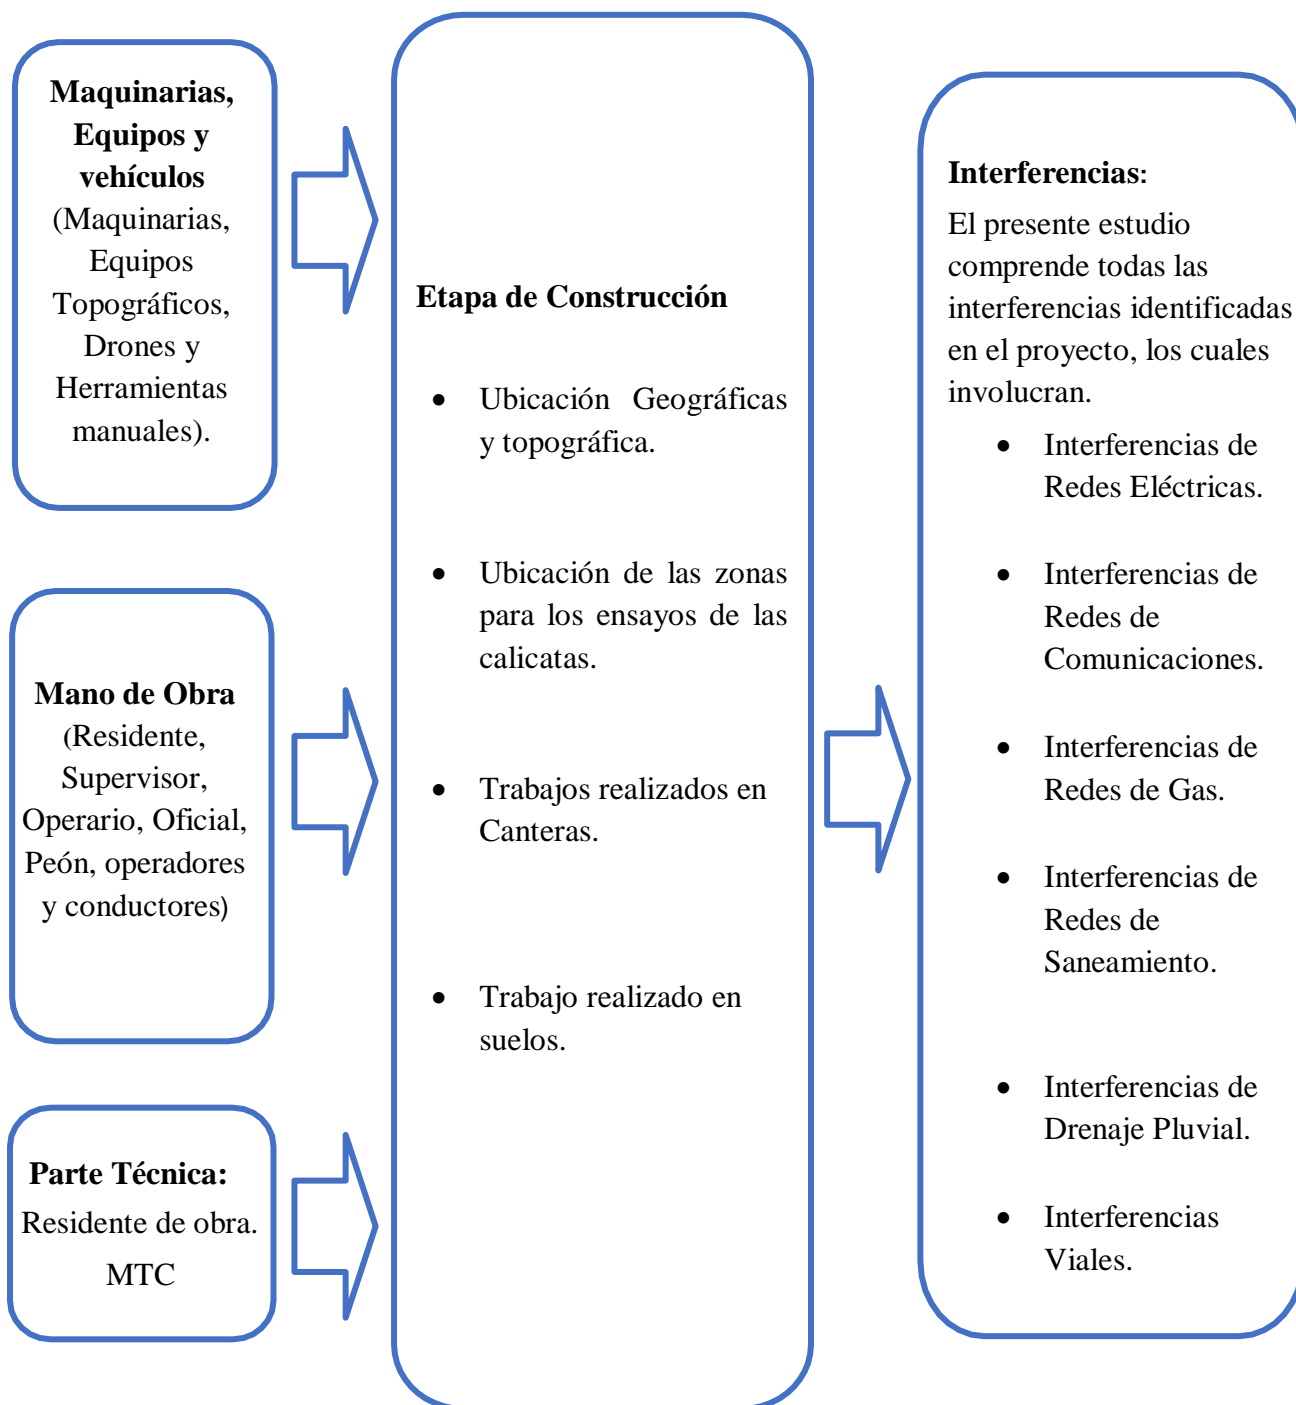 Maquinarias,
Equipos y
vehículos
(Maquinarias,
Equipos
Topográficos,
Drones y
Herramientas
manuales).
Mano de Obra
(Residente,
Supervisor,
Operario, Oficial,
Peón, operadores
y conductores)
Parte Técnica:
Residente de obra.
MTC
Etapa de Construcción
• Ubicación Geográficas
y topográfica.
• Ubicación de las zonas
para los ensayos de las
calicatas.
• Trabajos realizados en
Canteras.
• Trabajo realizado en
suelos.
Interferencias:
El presente estudio
comprende todas las
interferencias identificadas
en el proyecto, los cuales
involucran.
• Interferencias de
Redes Eléctricas.
• Interferencias de
Redes de
Comunicaciones.
• Interferencias de
Redes de Gas.
• Interferencias de
Redes de
Saneamiento.
• Interferencias de
Drenaje Pluvial.
• Interferencias
Viales.